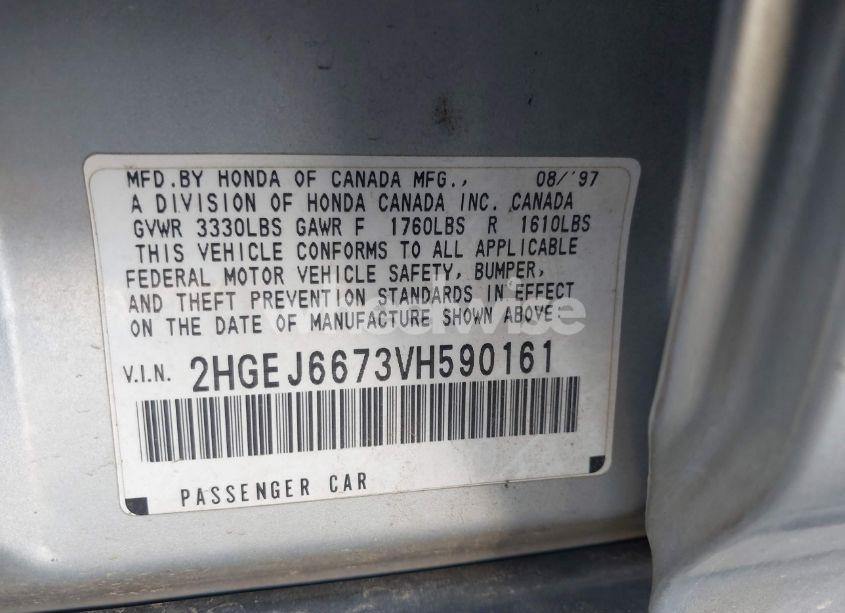 MFD.BY HONDA OF CANADA MFG., 08/'97
A DIVISION OF HONDA CANADA INC. CANADA
GVWR 3330LBS GAWR F 1760LBS R 1610LBS
THIS VEHICLE CONFORMS TO ALL APPLICABLE
FEDERAL MOTOR VEHICLE SAFETY, BUMPER,
AND THEFT PREVENTION STANDARDS IN EFFECT
ON THE DATE OF MANUFACTURE SHOWN ABOVE:
V.I.N. 2HGEJ6673VH590161
PASSENGER CAR